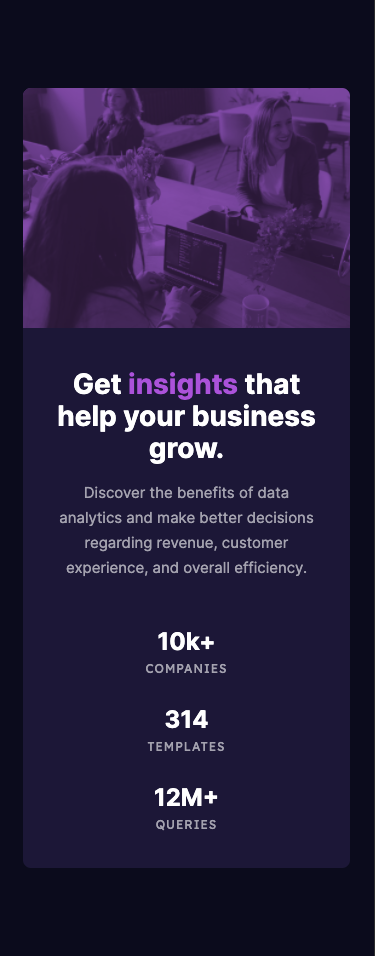 Get insights that
help your business
grow.
Discover the benefits of data
analytics and make better decisions
regarding revenue, customer
experience, and overall efficiency.
10k+
COMPANIES
314
TEMPLATES
12M+
QUERIES